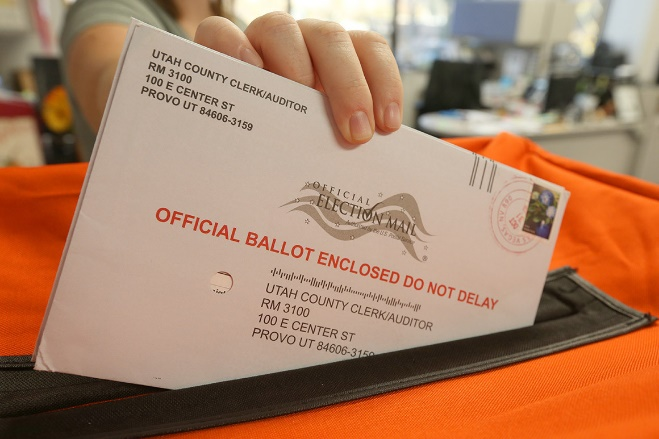 UTAH COUNTY CLERK/AUDITOR
RM 3100
100 E CENTER ST
PROVO UT 84606-3159
OFFICIAL
ELECTION MAIL
OFFICIAL BALLOT ENCLOSED DO NOT DELAY
UTAH COUNTY CLERK/AUDITOR
RM 3100
100 E CENTER ST
PROVO UT 84606-3159